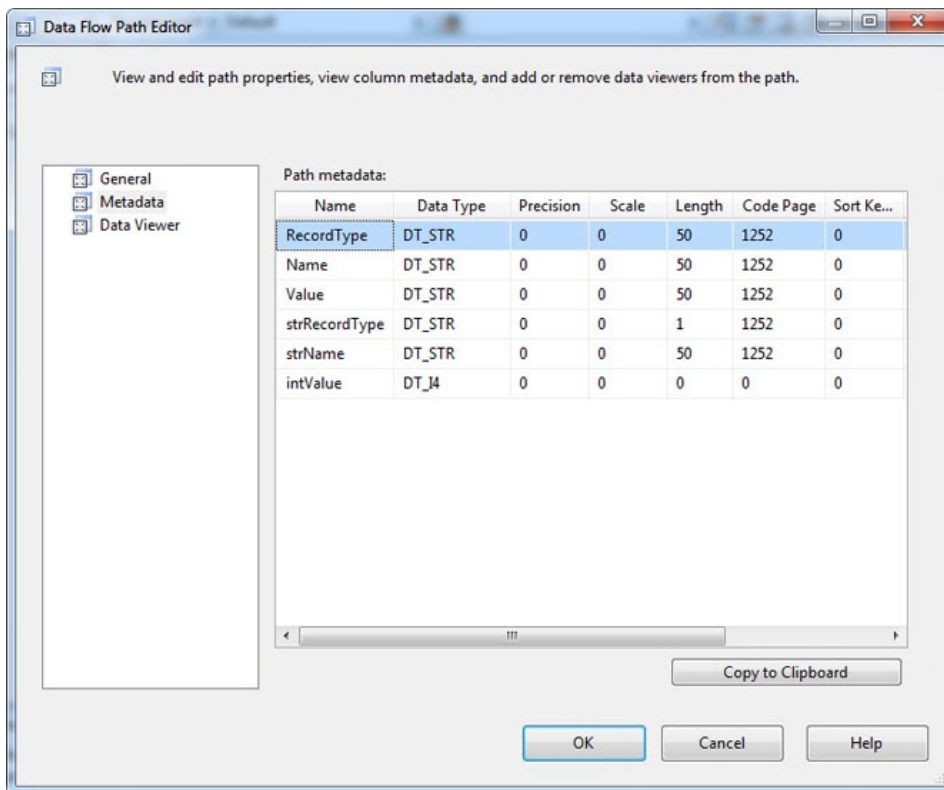 Data Flow Path Editor
View and edit path properties, view column metadata, and add or remove data viewers from the path.
General
Metadata
Data Viewer
Path metadata:
Name Data Type Precision Scale Length Code Page Sort Ke...
RecordType DT_STR 0 0 50 1252 0
Name DT_STR 0 0 50 1252 0
Value DT_STR 0 0 50 1252 0
strRecordType DT_STR 0 0 1 1252 0
strName DT_STR 0 0 50 1252 0
intValue DT_I4 0 0 0 0 0
Copy to Clipboard
OK Cancel Help